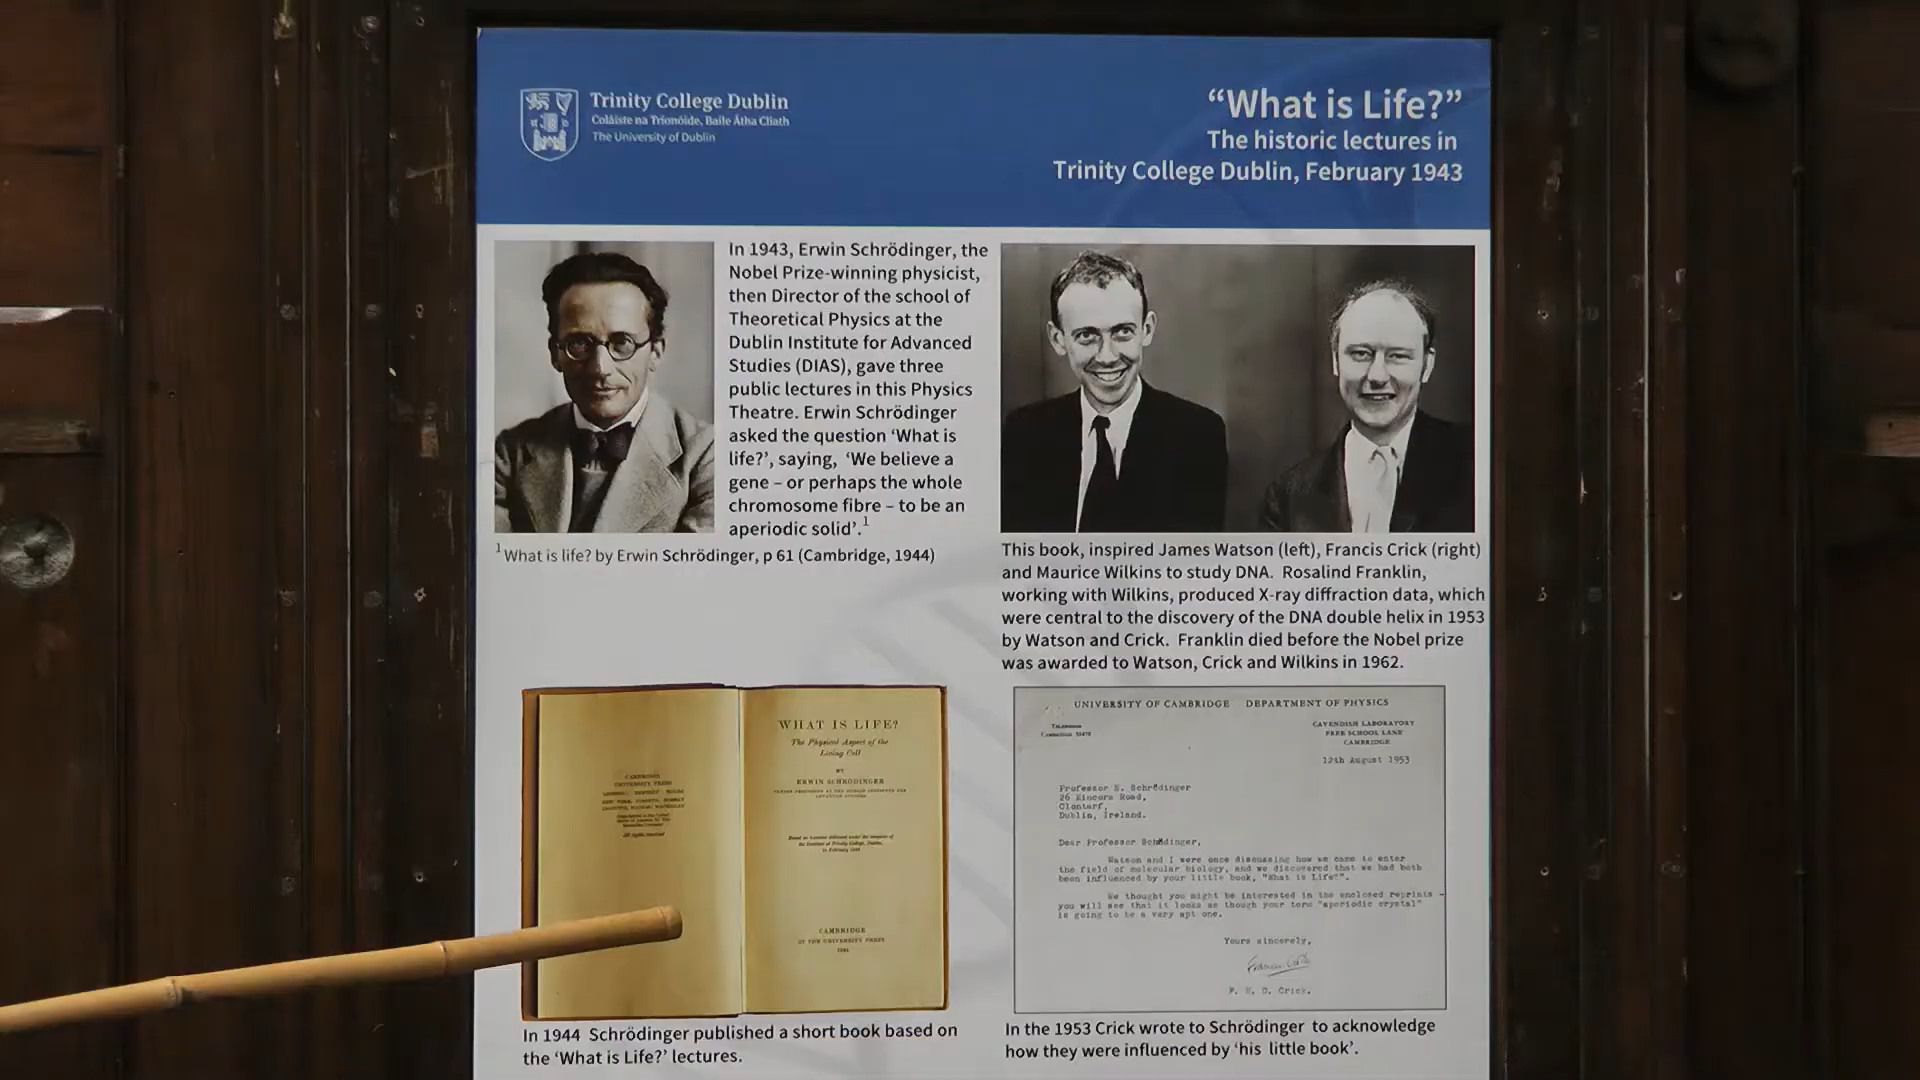 Trinity College Dublin
Coláiste na Tríonóide, Baile Átha Cliath
The University of Dublin
“What is Life?”
The historic lectures in
Trinity College Dublin, February 1943
In 1943, Erwin Schrödinger, the
Nobel Prize-winning physicist,
then Director of the school of
Theoretical Physics at the
Dublin Institute for Advanced
Studies (DIAS), gave three
public lectures in this Physics
Theatre. Erwin Schrödinger
asked the question ‘What is
life?’, saying, ‘We believe a
gene – or perhaps the whole
chromosome fibre – to be an
aperiodic solid’.1
1 What is life? by Erwin Schrödinger, p 61 (Cambridge, 1944)
This book, inspired James Watson (left), Francis Crick (right)
and Maurice Wilkins to study DNA. Rosalind Franklin,
working with Wilkins, produced X-ray diffraction data, which
were central to the discovery of the DNA double helix in 1953
by Watson and Crick. Franklin died before the Nobel prize
was awarded to Watson, Crick and Wilkins in 1962.
CAMBRIDGE
UNIVERSITY PRESS
All rights reserved
WHAT IS LIFE?
The Physical Aspect of the
Living Cell
BY
ERWIN SCHRODINGER
CAMBRIDGE
AT THE UNIVERSITY PRESS
1944
In 1944 Schrödinger published a short book based on
the ‘What is Life?’ lectures.
UNIVERSITY OF CAMBRIDGE DEPARTMENT OF PHYSICS
CAVENDISH LABORATORY
FREE SCHOOL LANE
CAMBRIDGE
12th August 1953
Professor E. Schrödinger
26 Kincora Road,
Clontarf,
Dublin, Ireland.
Dear Professor Schrödinger,
Watson and I were once discussing how we came to enter
the field of molecular biology, and we discovered that we had both
been influenced by your little book, "What is Life?".
We thought you might be interested in the enclosed reprints -
you will see that it looks as though your term "aperiodic crystal"
is going to be a very apt one.
Yours sincerely,
F. H. C. Crick.
In the 1953 Crick wrote to Schrödinger to acknowledge
how they were influenced by ‘his little book’.